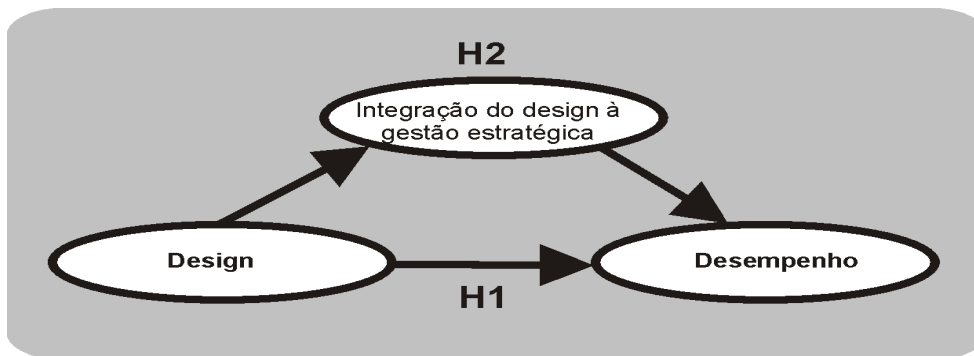 H2
Integração do design à
gestão estratégica
Design
Desempenho
H1